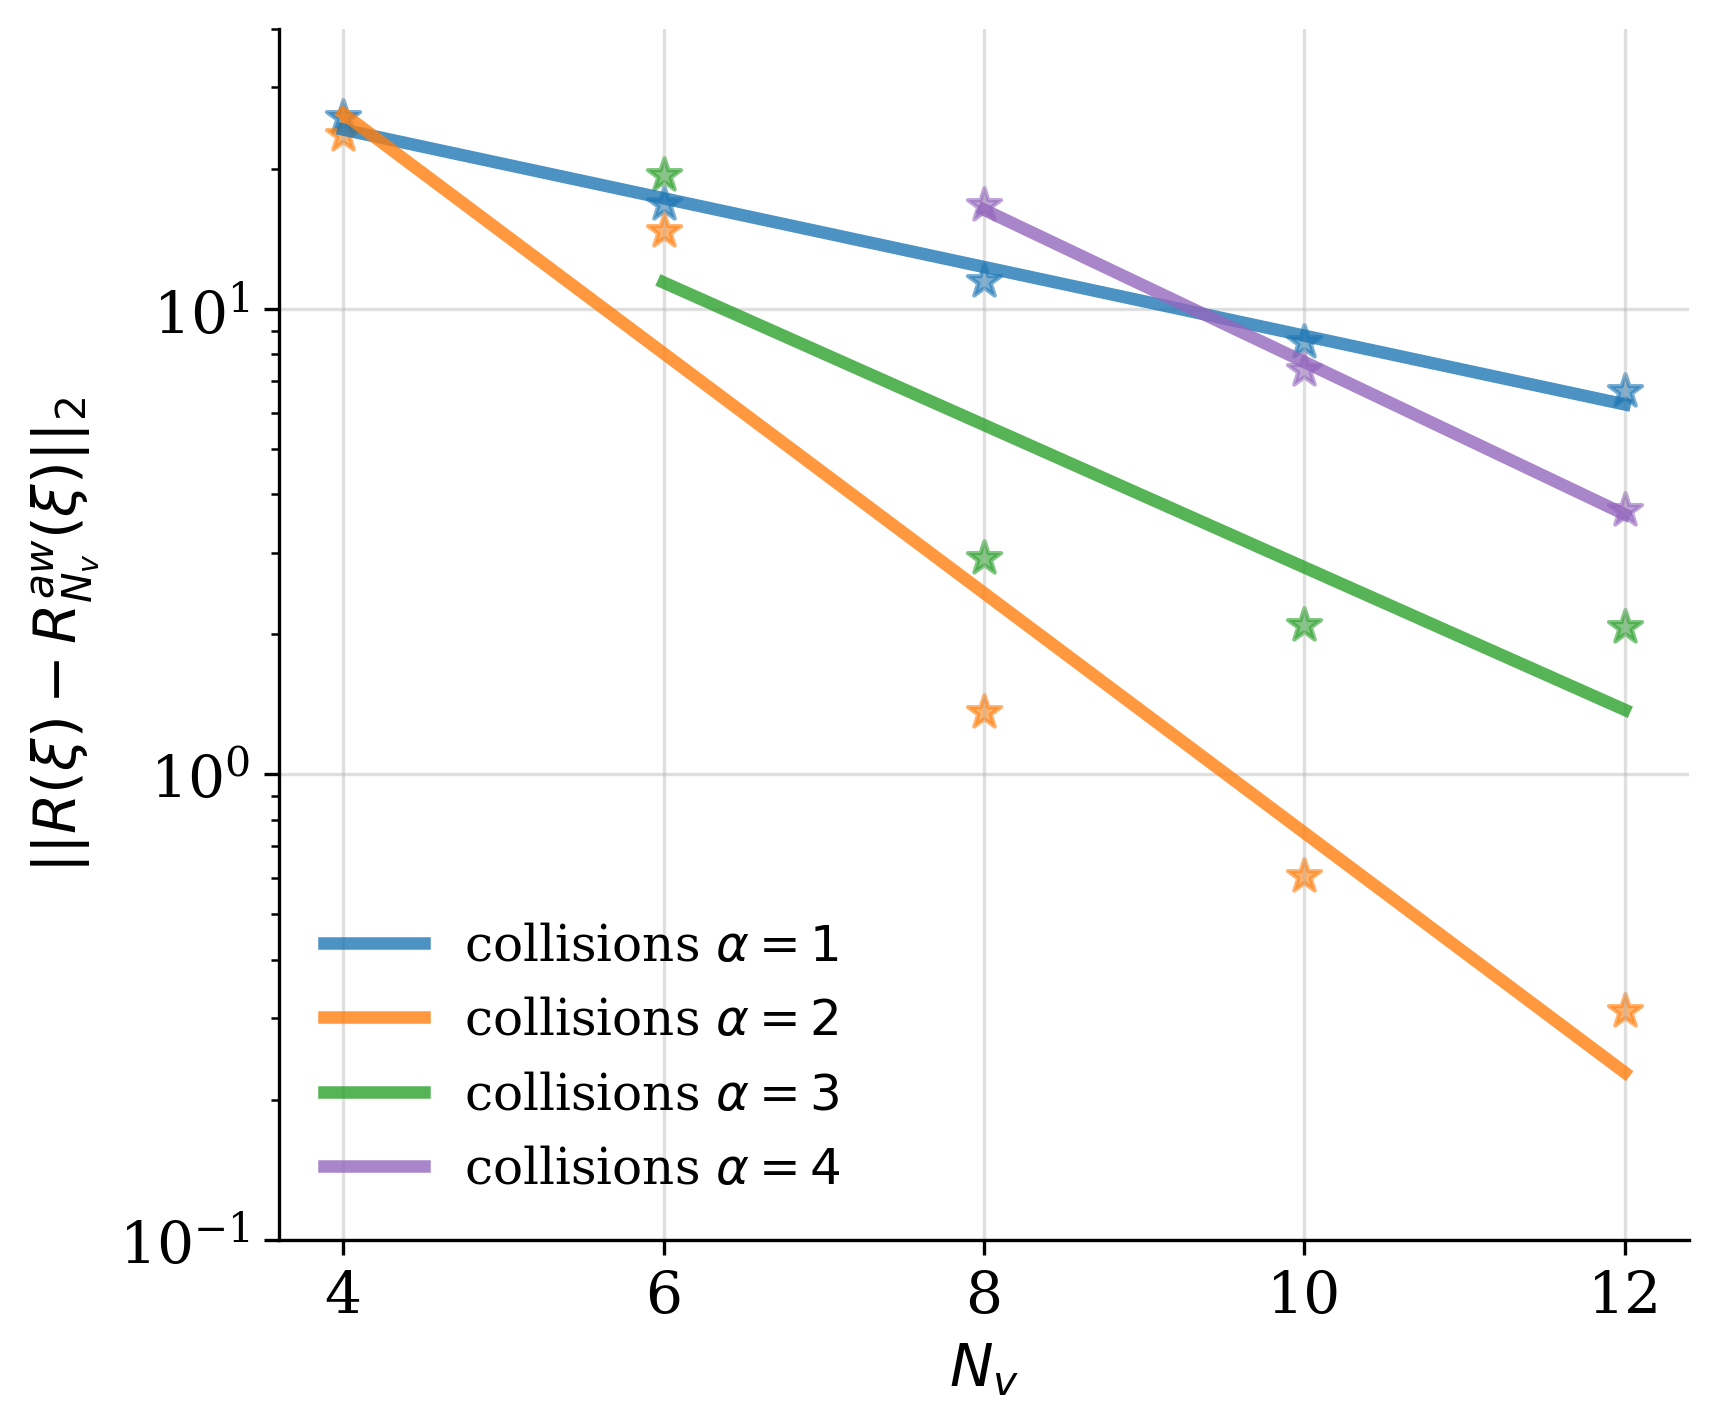 ||R(ξ) − R^{aw}_{N_v}(ξ)||_2
10^1
10^0
10^{−1}
collisions α = 1
collisions α = 2
collisions α = 3
collisions α = 4
4 6 8 10 12
N_v